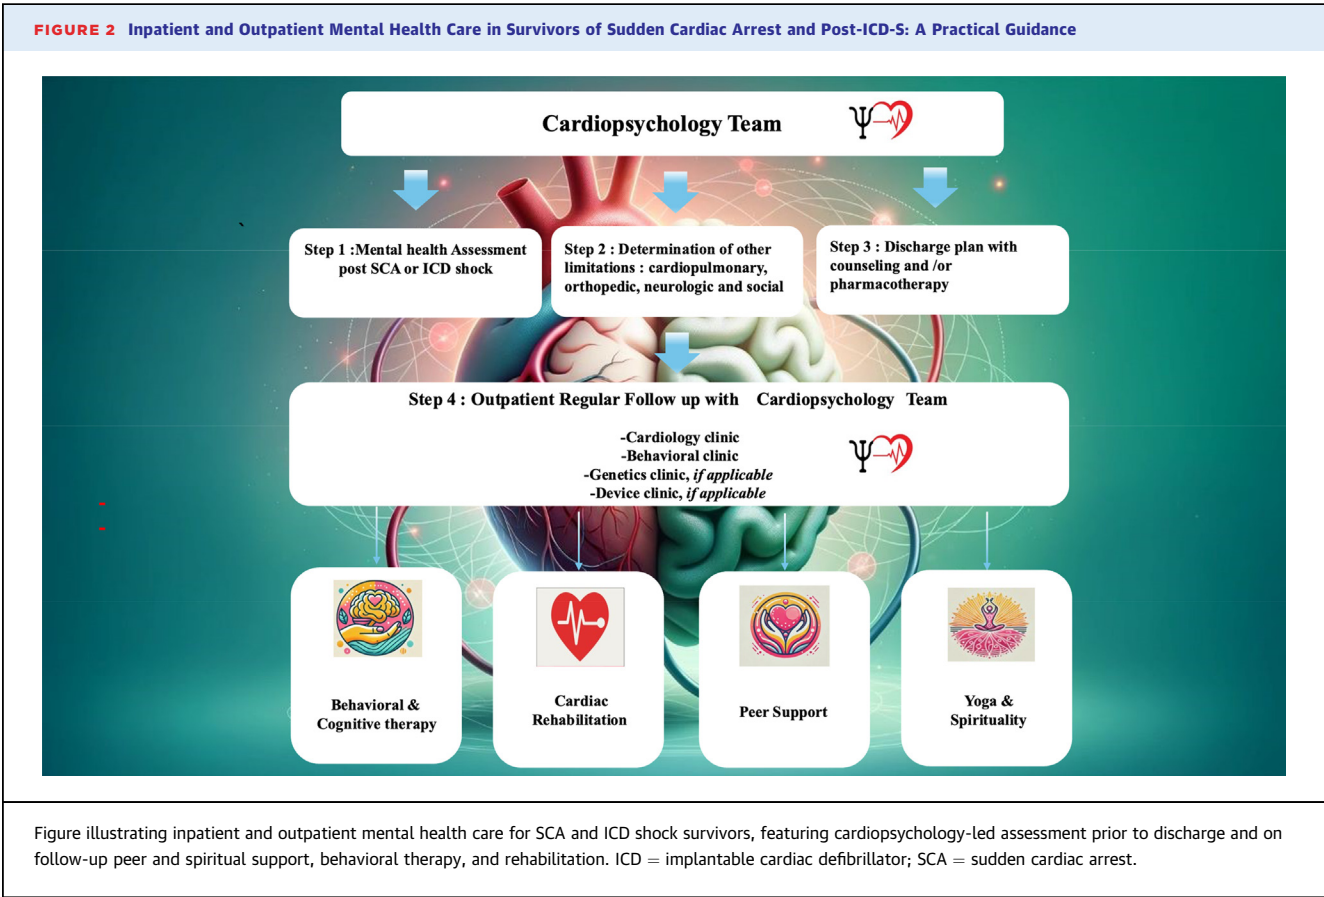 FIGURE 2 Inpatient and Outpatient Mental Health Care in Survivors of Sudden Cardiac Arrest and Post-ICD-S: A Practical Guidance
Cardiopsychology Team
Step 1 :Mental health Assessment
post SCA or ICD shock
Step 2 : Determination of other
limitations : cardiopulmonary,
orthopedic, neurologic and social
Step 3 : Discharge plan with
counseling and /or
pharmacotherapy
Step 4 : Outpatient Regular Follow up with Cardiopsychology Team
-Cardiology clinic
-Behavioral clinic
-Genetics clinic, if applicable
-Device clinic, if applicable
Behavioral &
Cognitive therapy
Cardiac
Rehabilitation
Peer Support
Yoga &
Spirituality
Figure illustrating inpatient and outpatient mental health care for SCA and ICD shock survivors, featuring cardiopsychology-led assessment prior to discharge and on
follow-up peer and spiritual support, behavioral therapy, and rehabilitation. ICD = implantable cardiac defibrillator; SCA = sudden cardiac arrest.